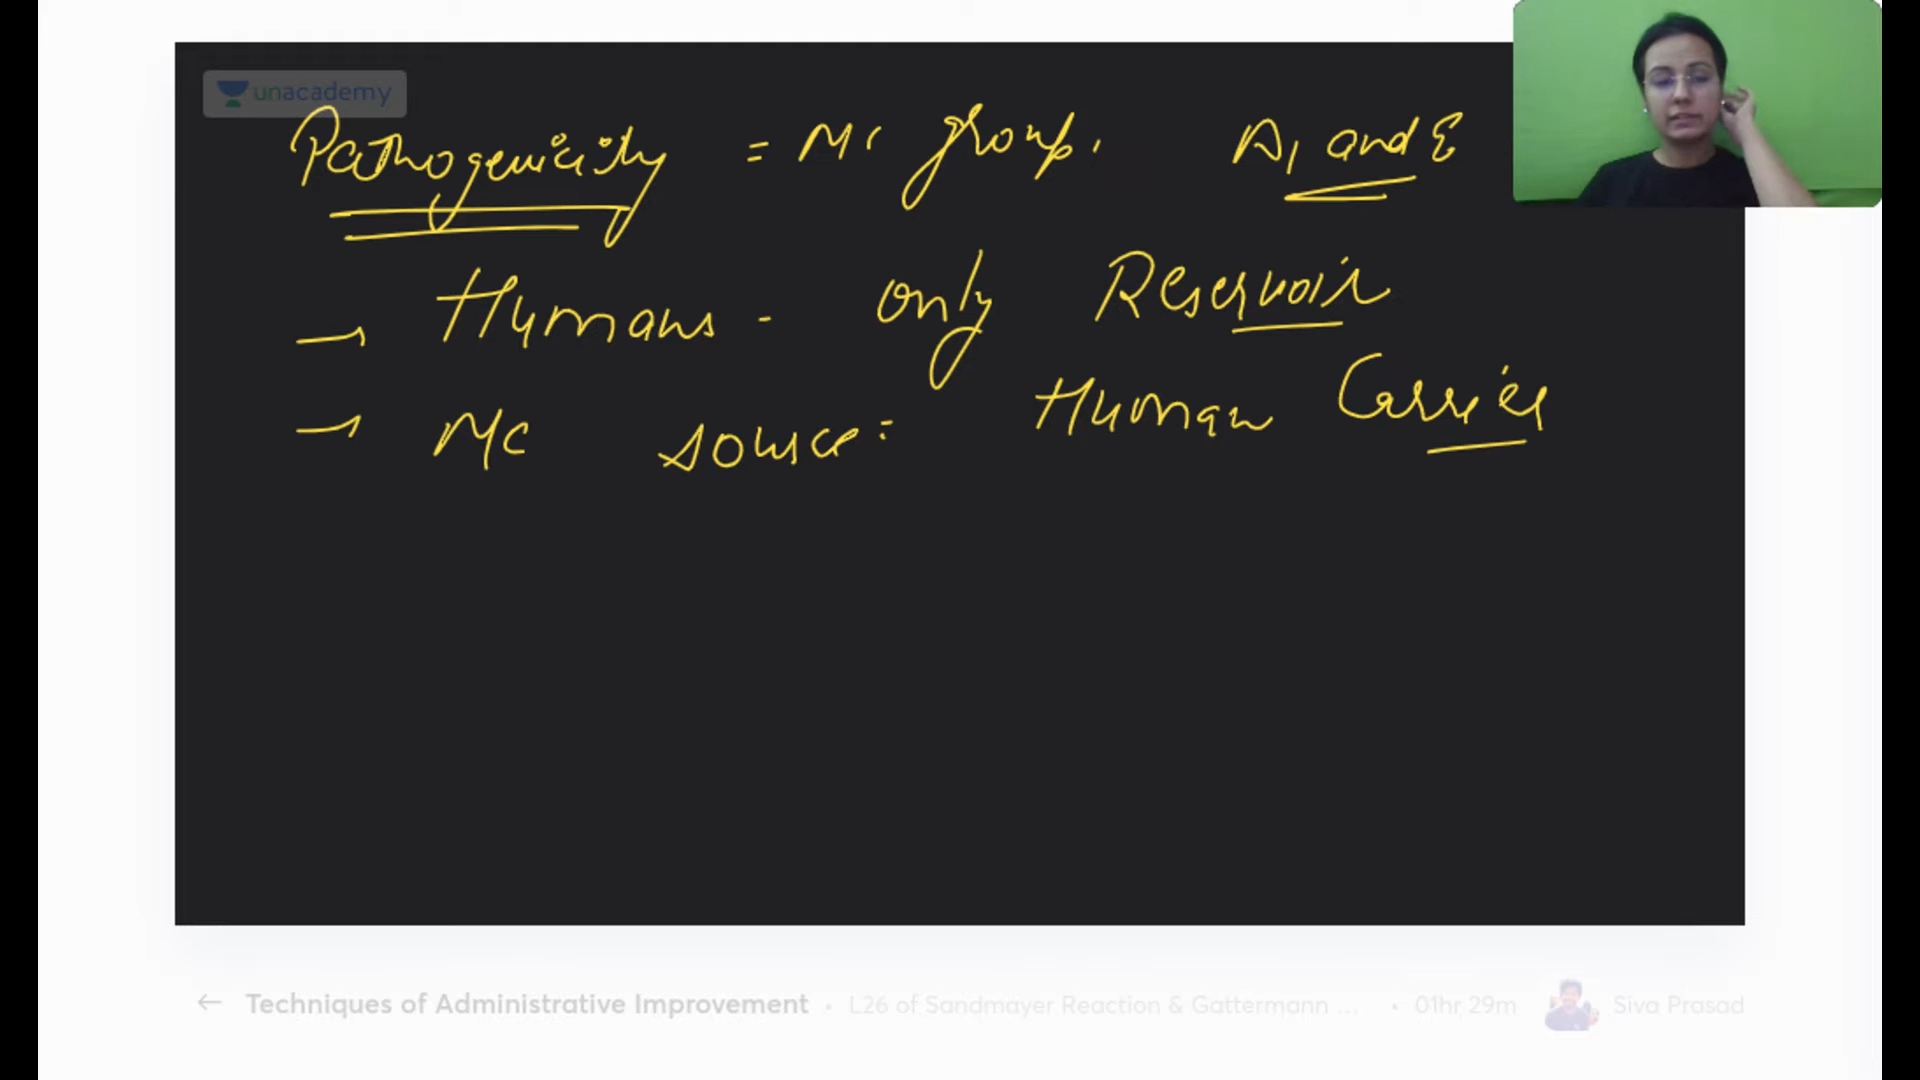 unacademy
Pathogenicity = MC group. A, and E
→ Humans - only Reservoir
→ MC source = Human Carrier
← Techniques of Administrative Improvement • L26 of Sandmayer Reaction & Gattermann ... • 01hr 29m Siva Prasad